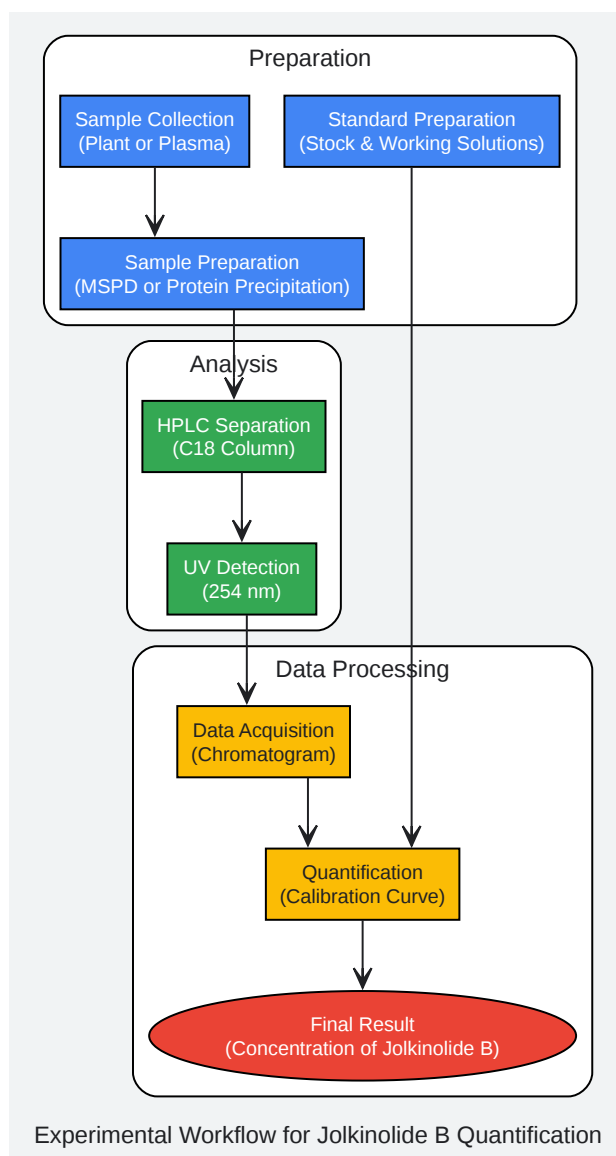 Preparation
Sample Collection
(Plant or Plasma)
Standard Preparation
(Stock & Working Solutions)
Sample Preparation
(MSPD or Protein Precipitation)
Analysis
HPLC Separation
(C18 Column)
UV Detection
(254 nm)
Data Processing
Data Acquisition
(Chromatogram)
Quantification
(Calibration Curve)
Final Result
(Concentration of Jolkinolide B)
Experimental Workflow for Jolkinolide B Quantification